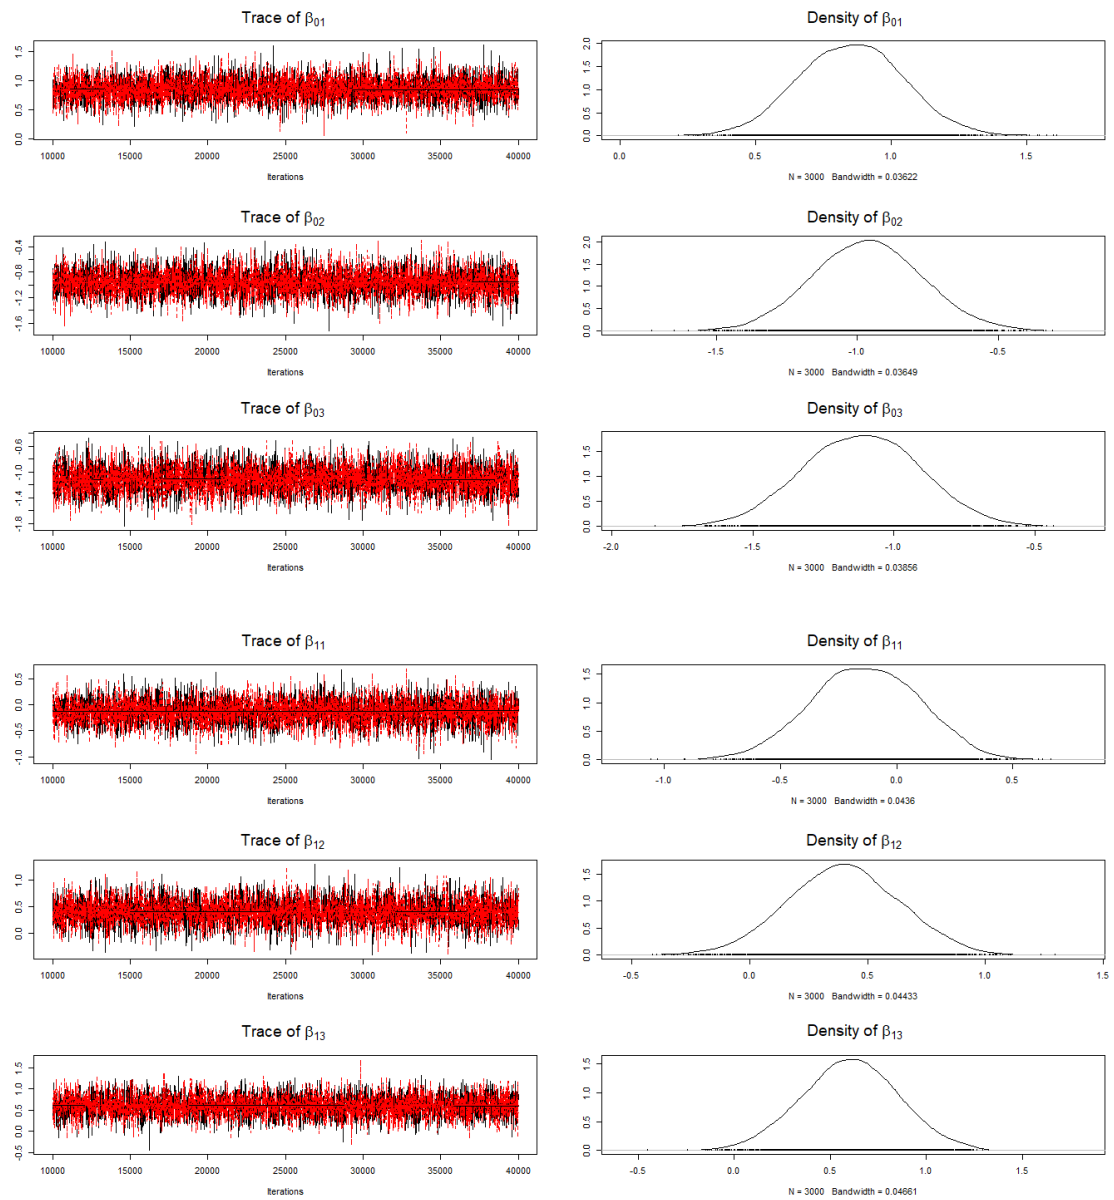 Trace of β01
Density of β01
0.0 0.5 1.0 1.5
10000 15000 20000 25000 30000 35000 40000
Iterations
0.0 0.5 1.0 1.5 2.0
0.0 0.5 1.0 1.5
N = 3000 Bandwidth = 0.03622
Trace of β02
Density of β02
-1.6 -1.2 -0.8 -0.4
10000 15000 20000 25000 30000 35000 40000
Iterations
0.0 0.5 1.0 1.5 2.0
-1.5 -1.0 -0.5
N = 3000 Bandwidth = 0.03649
Trace of β03
Density of β03
-1.8 -1.4 -1.0 -0.6
10000 15000 20000 25000 30000 35000 40000
Iterations
0.0 0.5 1.0 1.5
-2.0 -1.5 -1.0 -0.5
N = 3000 Bandwidth = 0.03856
Trace of β11
Density of β11
-1.0 -0.5 0.0 0.5
10000 15000 20000 25000 30000 35000 40000
Iterations
0.0 0.5 1.0 1.5
-1.0 -0.5 0.0 0.5
N = 3000 Bandwidth = 0.0436
Trace of β12
Density of β12
0.0 0.5 1.0
10000 15000 20000 25000 30000 35000 40000
Iterations
0.0 0.5 1.0 1.5
-0.5 0.0 0.5 1.0 1.5
N = 3000 Bandwidth = 0.04433
Trace of β13
Density of β13
-0.5 0.0 0.5 1.0 1.5
10000 15000 20000 25000 30000 35000 40000
Iterations
0.0 0.5 1.0 1.5
-0.5 0.0 0.5 1.0 1.5
N = 3000 Bandwidth = 0.04661